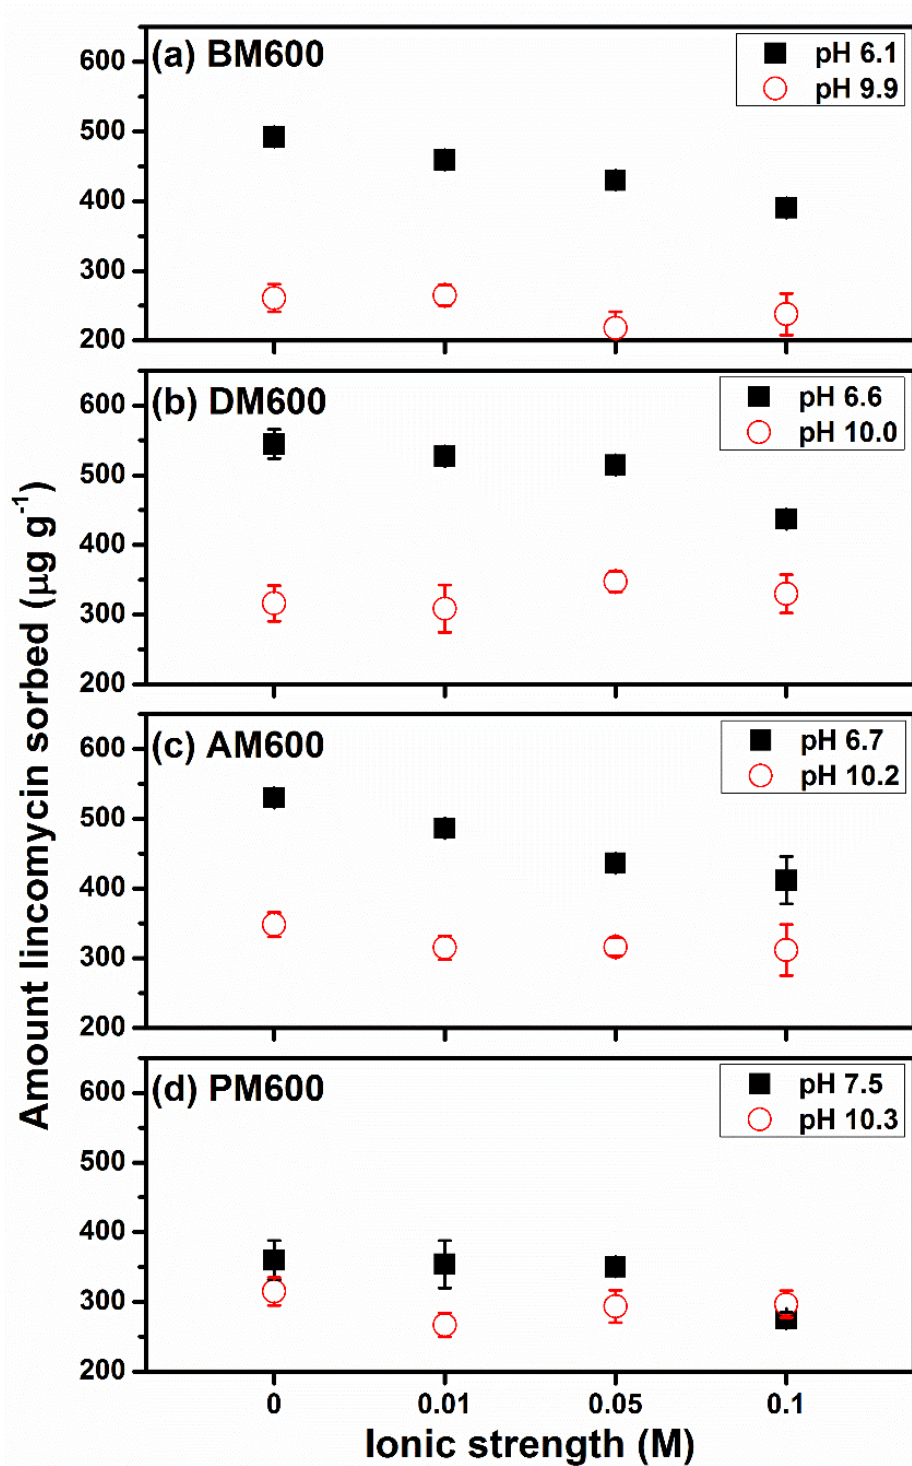 (a) BM600
pH 6.1
pH 9.9
600
500
400
300
200
(b) DM600
pH 6.6
pH 10.0
600
500
400
300
200
(c) AM600
pH 6.7
pH 10.2
600
500
400
300
200
(d) PM600
pH 7.5
pH 10.3
600
500
400
300
200
0 0.01 0.05 0.1
Ionic strength (M)
Amount lincomycin sorbed (μg g⁻¹)